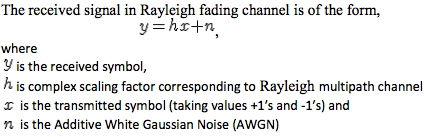 The received signal in Rayleigh fading channel is of the form,
y=hx+n,
where
y is the received symbol,
h is complex scaling factor corresponding to Rayleigh multipath channel
x is the transmitted symbol (taking values +1's and -1's) and
n is the Additive White Gaussian Noise (AWGN)